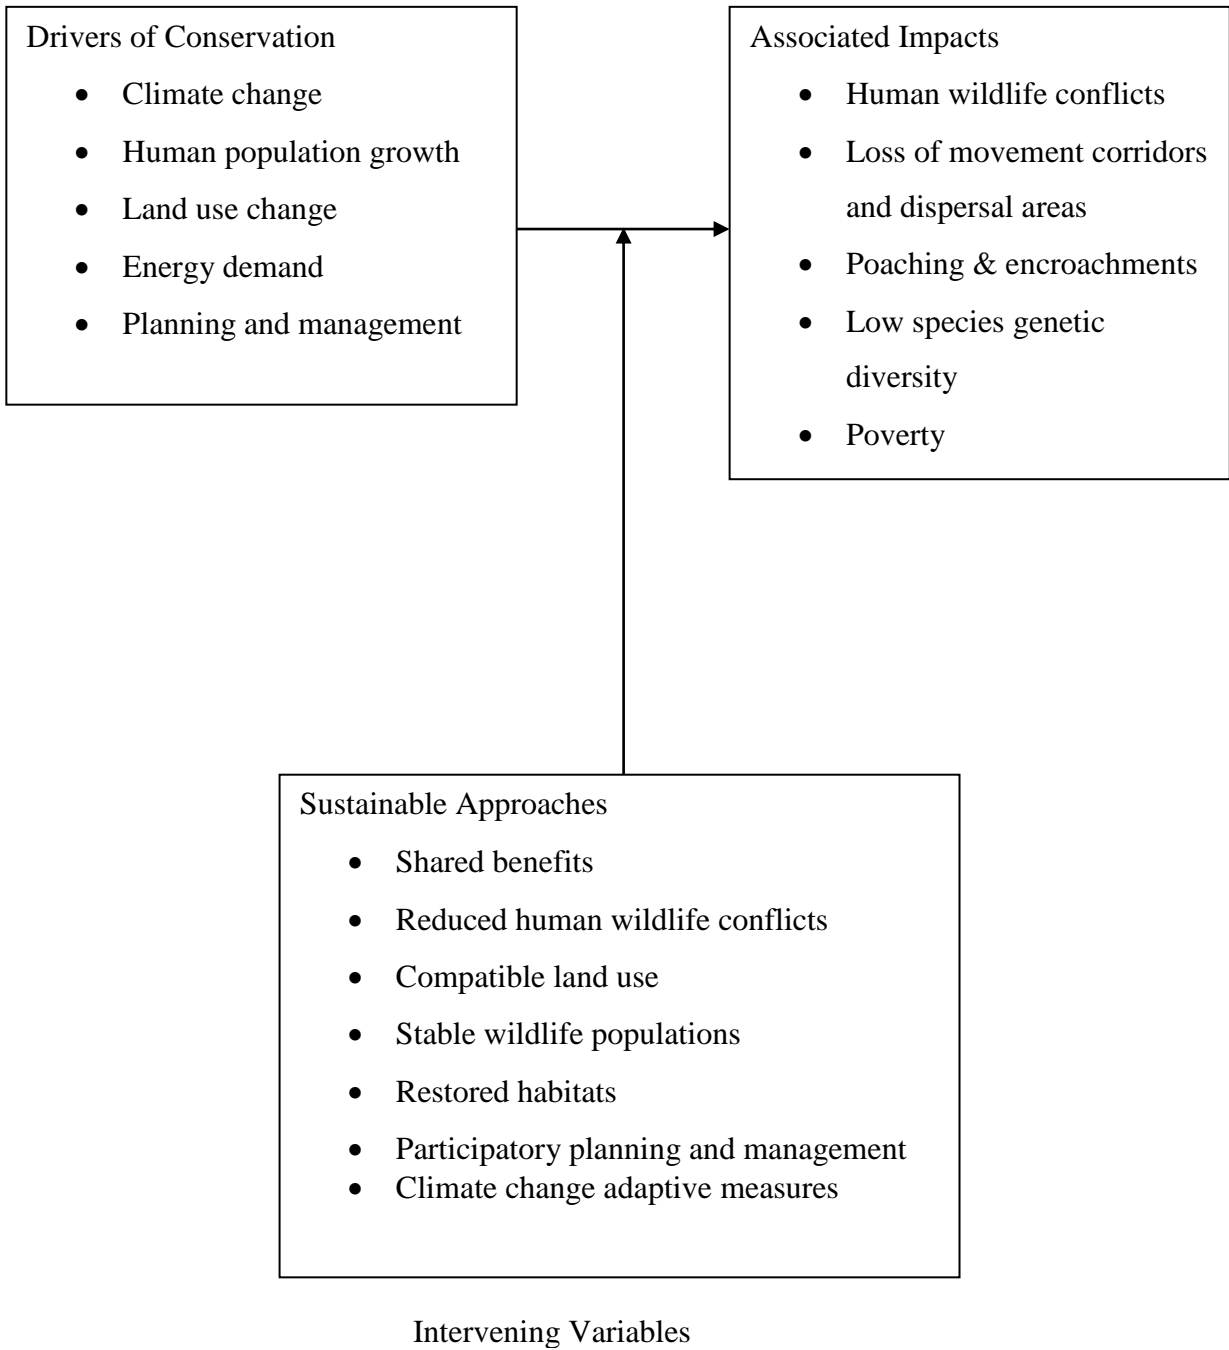 Drivers of Conservation
• Climate change
• Human population growth
• Land use change
• Energy demand
• Planning and management
Associated Impacts
• Human wildlife conflicts
• Loss of movement corridors
and dispersal areas
• Poaching & encroachments
• Low species genetic
diversity
• Poverty
Sustainable Approaches
• Shared benefits
• Reduced human wildlife conflicts
• Compatible land use
• Stable wildlife populations
• Restored habitats
• Participatory planning and management
• Climate change adaptive measures
Intervening Variables